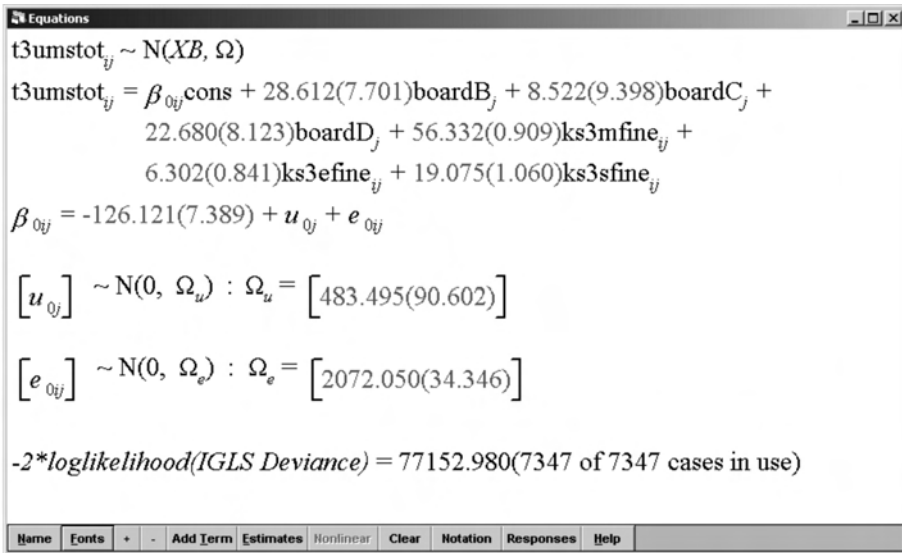 Equations
t3umstot_ij ~ N(XB, Ω)
t3umstot_ij = β_0ij cons + 28.612(7.701)boardB_j + 8.522(9.398)boardC_j +
22.680(8.123)boardD_j + 56.332(0.909)ks3mfine_ij +
6.302(0.841)ks3efine_ij + 19.075(1.060)ks3sfine_ij
β_0ij = -126.121(7.389) + u_0j + e_0ij
[u_0j] ~ N(0, Ω_u) : Ω_u = [483.495(90.602)]
[e_0ij] ~ N(0, Ω_e) : Ω_e = [2072.050(34.346)]
-2*loglikelihood(IGLS Deviance) = 77152.980(7347 of 7347 cases in use)
Name Fonts + - Add Term Estimates Nonlinear Clear Notation Responses Help